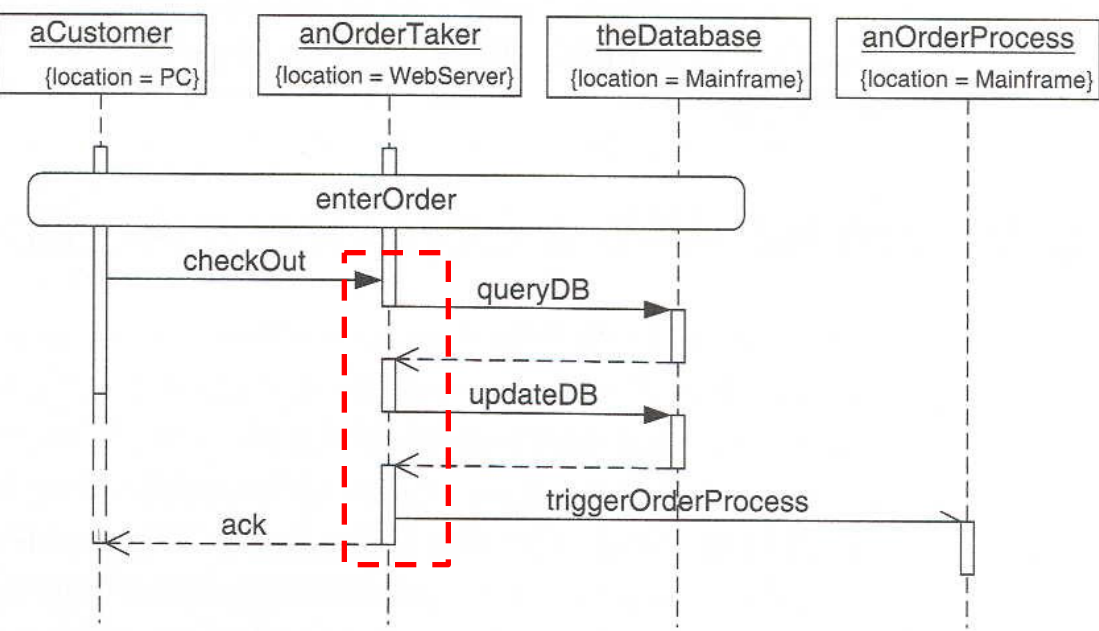 aCustomer
{location = PC}
anOrderTaker
{location = WebServer}
theDatabase
{location = Mainframe}
anOrderProcess
{location = Mainframe}
enterOrder
checkOut
queryDB
updateDB
triggerOrderProcess
ack